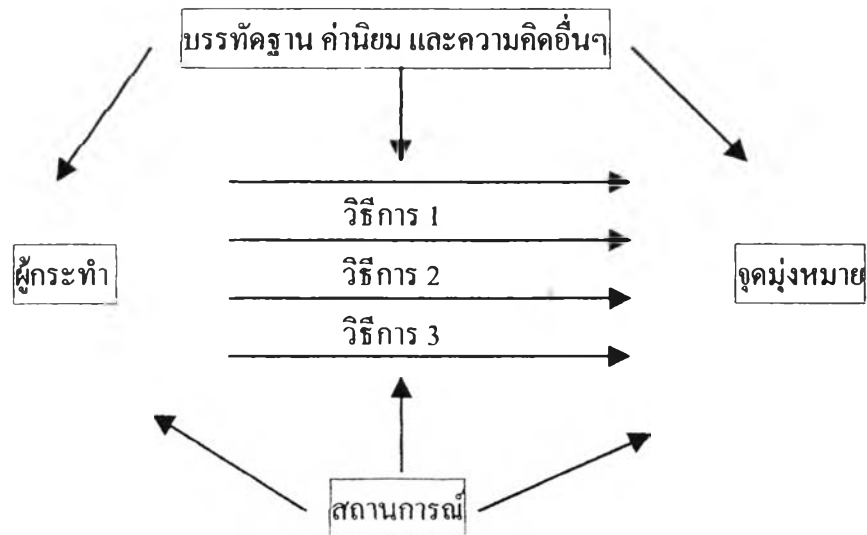 บรรทัดฐาน ค่านิยม และความคิดอื่นๆ
วิธีการ 1
ผู้กระทำ
วิธีการ 2
จุดมุ่งหมาย
วิธีการ 3
สถานการณ์